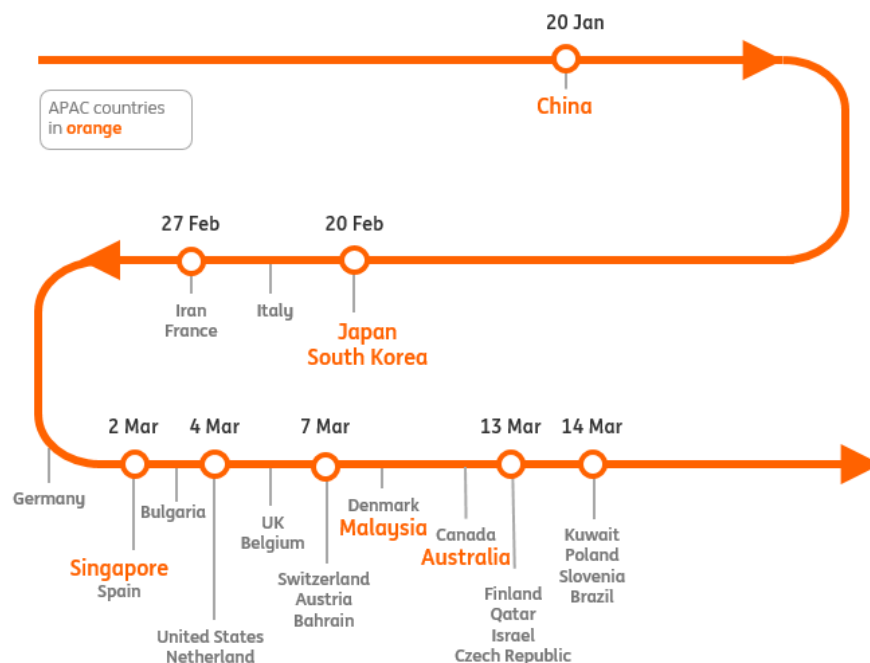 20 Jan
China
APAC countries
in orange
27 Feb
20 Feb
Iran
France
Italy
Japan
South Korea
2 Mar
4 Mar
7 Mar
13 Mar
14 Mar
Germany
Singapore
Spain
Bulgaria
United States
Netherland
UK
Belgium
Switzerland
Austria
Bahrain
Denmark
Malaysia
Canada
Australia
Finland
Qatar
Israel
Czech Republic
Kuwait
Poland
Slovenia
Brazil